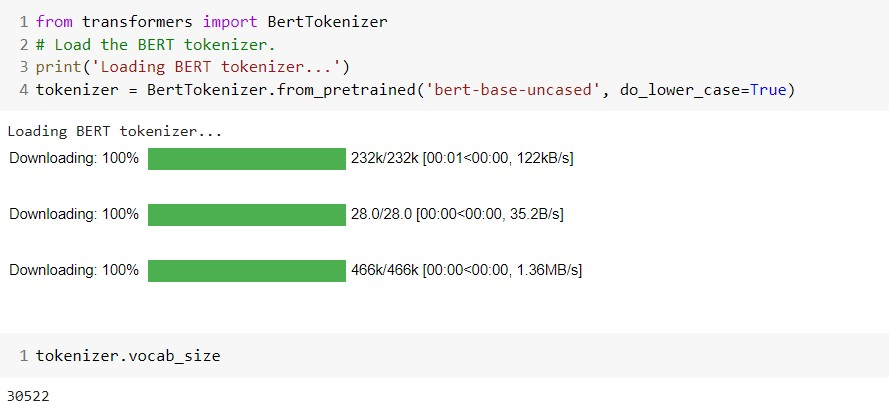 1 from transformers import BertTokenizer
2 # Load the BERT tokenizer.
3 print('Loading BERT tokenizer...')
4 tokenizer = BertTokenizer.from_pretrained('bert-base-uncased', do_lower_case=True)
Loading BERT tokenizer...
Downloading: 100% 232k/232k [00:01<00:00, 122kB/s]
Downloading: 100% 28.0/28.0 [00:00<00:00, 35.2B/s]
Downloading: 100% 466k/466k [00:00<00:00, 1.36MB/s]
1 tokenizer.vocab_size
30522